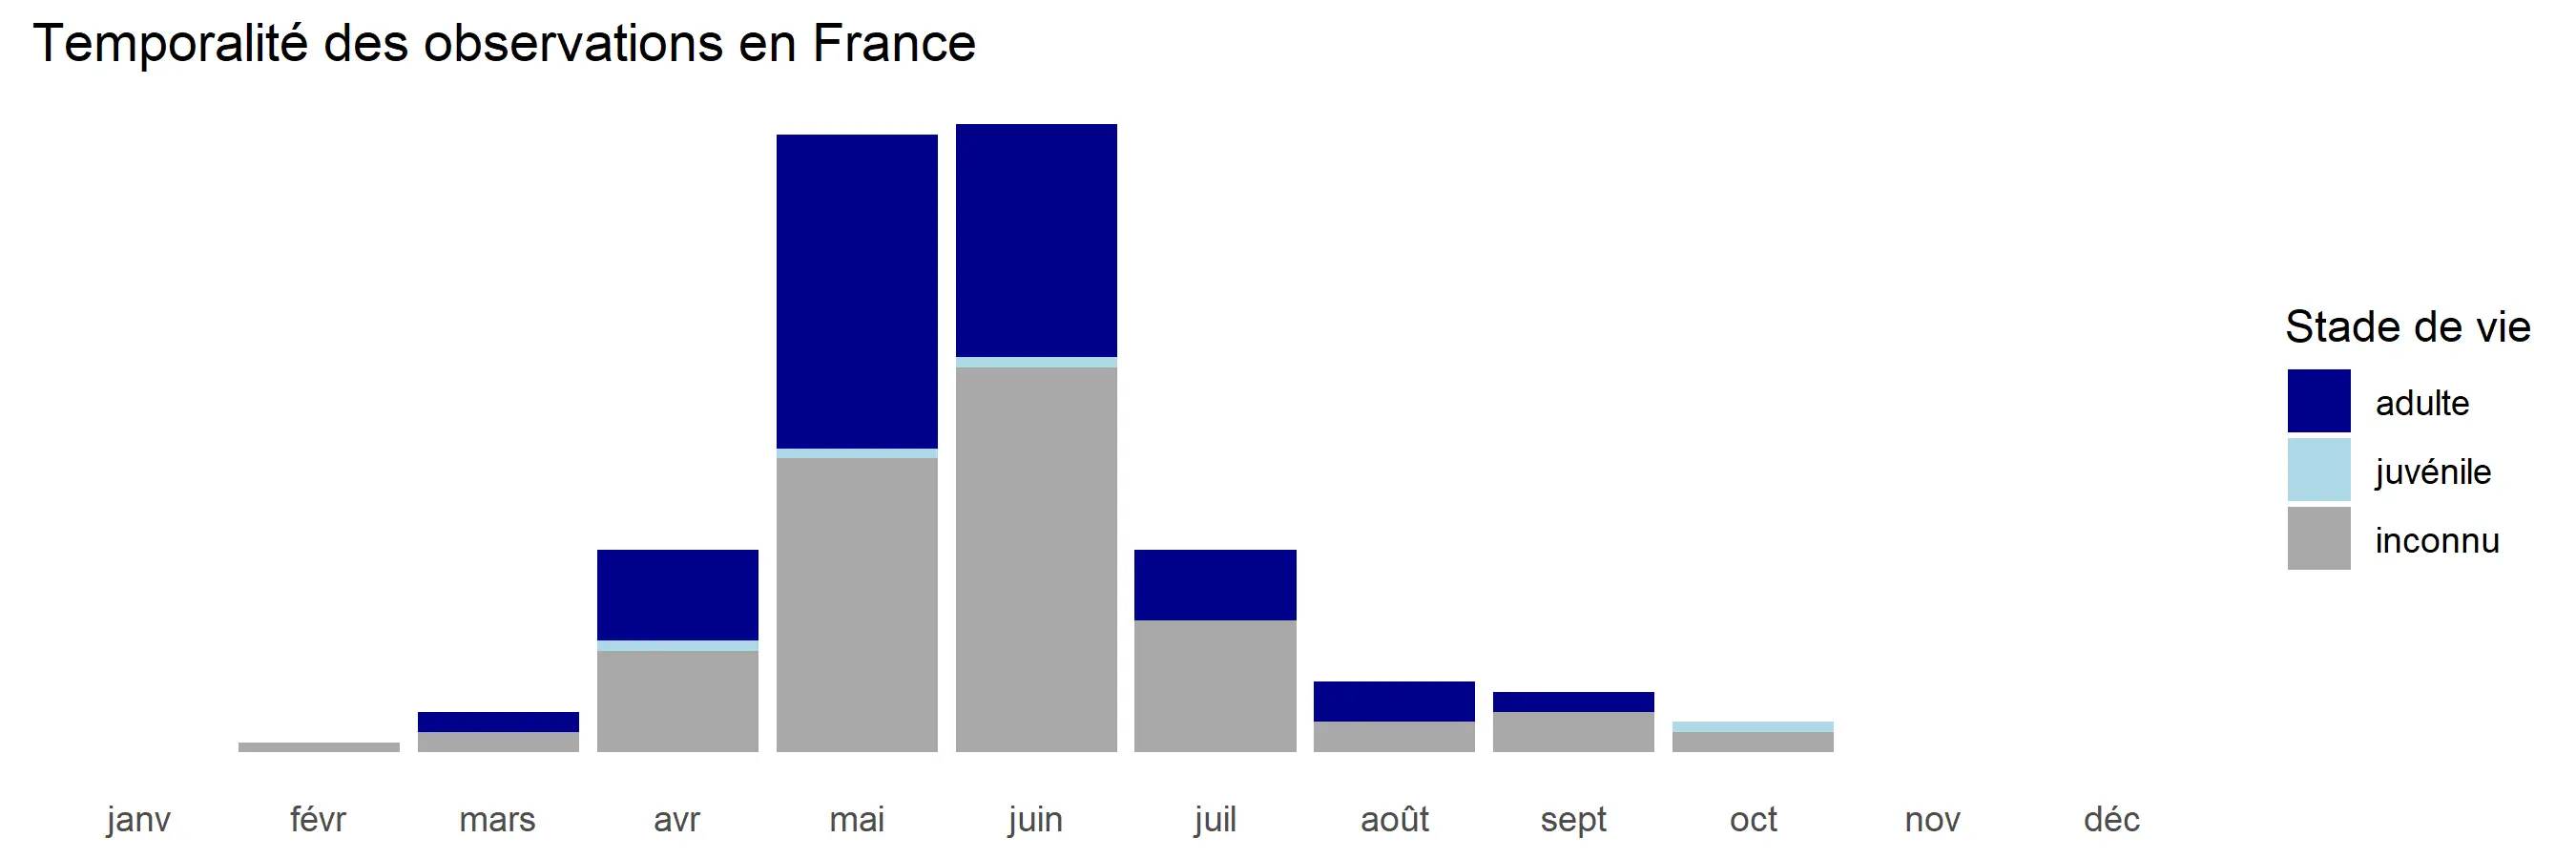 Temporalité des observations en France
Stade de vie
adulte
juvénile
inconnu
janv févr mars avr mai juin juil août sept oct nov déc